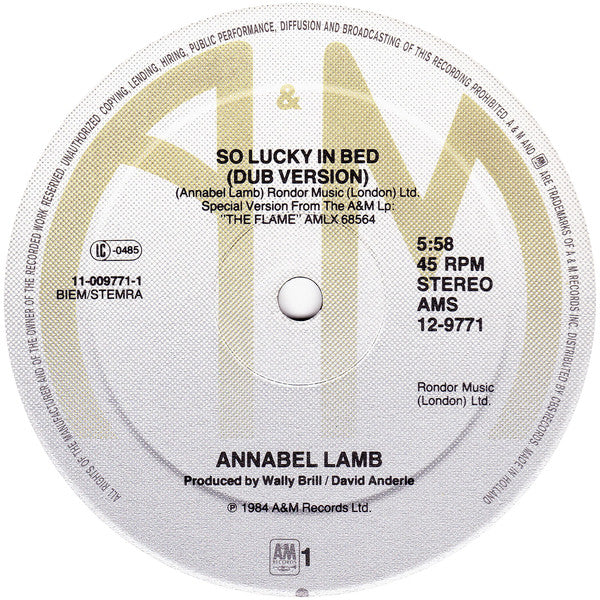 ALL RIGHTS OF THE MANUFACTURER AND OF THE OWNER OF THE RECORDED WORK RESERVED. UNAUTHORIZED COPYING, LENDING, HIRING, PUBLIC PERFORMANCE, DIFFUSION AND BROADCASTING OF THIS RECORDING PROHIBITED. A & M AND AM ARE TRADEMARKS OF A & M RECORDS INC. DISTRIBUTED BY CBS RECORDS. MADE IN HOLLAND
A&M
SO LUCKY IN BED
(DUB VERSION)
(Annabel Lamb) Rondor Music (London) Ltd.
Special Version From The A&M Lp:
"THE FLAME" AMLX 68564
LC-0485
11-009771-1
BIEM/STEMRA
5:58
45 RPM
STEREO
AMS
12-9771
Rondor Music
(London) Ltd.
ANNABEL LAMB
Produced by Wally Brill / David Anderle
℗ 1984 A&M Records Ltd.
AM
RECORDS
1